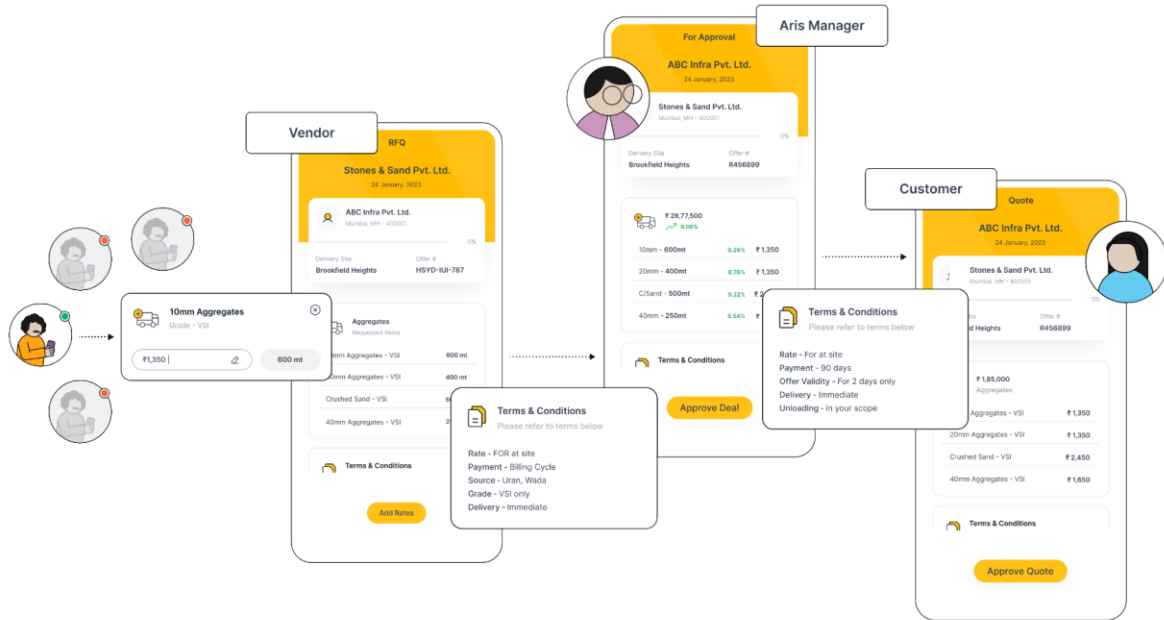 Aris Manager
For Approval
ABC Infra Pvt. Ltd.
24 January, 2023
Stones & Sand Pvt. Ltd.
Mumbai, MH - 400001
0%
Delivery Site
Offer #
Brookfield Heights
R456899
₹ 28,77,500
9.06%
10mm - 600mt 9.26% ₹ 1,350
20mm - 400mt 8.76% ₹ 1,350
C/Sand - 500mt 9.32% ₹ 2
40mm - 250mt 8.54% ₹
Terms & Conditions
Approve Deal
Vendor
RFQ
Stones & Sand Pvt. Ltd.
24 January, 2023
ABC Infra Pvt. Ltd.
Mumbai, MH - 400001
0%
Delivery Site
Offer #
Brookfield Heights
HSYD-IUI-787
Aggregates
Requested Items
mm Aggregates - VSI 600 mt
mm Aggregates - VSI 400 mt
Crushed Sand - VSI
40mm Aggregates - VSI
Terms & Conditions
Add Rates
10mm Aggregates
Grade - VSI
₹1,350
600 mt
Terms & Conditions
Please refer to terms below
Rate - FOR at site
Payment - Billing Cycle
Source - Uran, Wada
Grade - VSI only
Delivery - Immediate
Terms & Conditions
Please refer to terms below
Rate - For at site
Payment - 90 days
Offer Validity - For 2 days only
Delivery - Immediate
Unloading - In your scope
Customer
Quote
ABC Infra Pvt. Ltd.
24 January, 2023
Stones & Sand Pvt. Ltd.
Mumbai, MH - 400001
0%
Offer #
d Heights
R456899
₹ 1,85,000
Aggregates
Aggregates - VSI ₹ 1,350
20mm Aggregates - VSI ₹ 1,350
Crushed Sand - VSI ₹ 2,450
40mm Aggregates - VSI ₹ 1,650
Terms & Conditions
Approve Quote